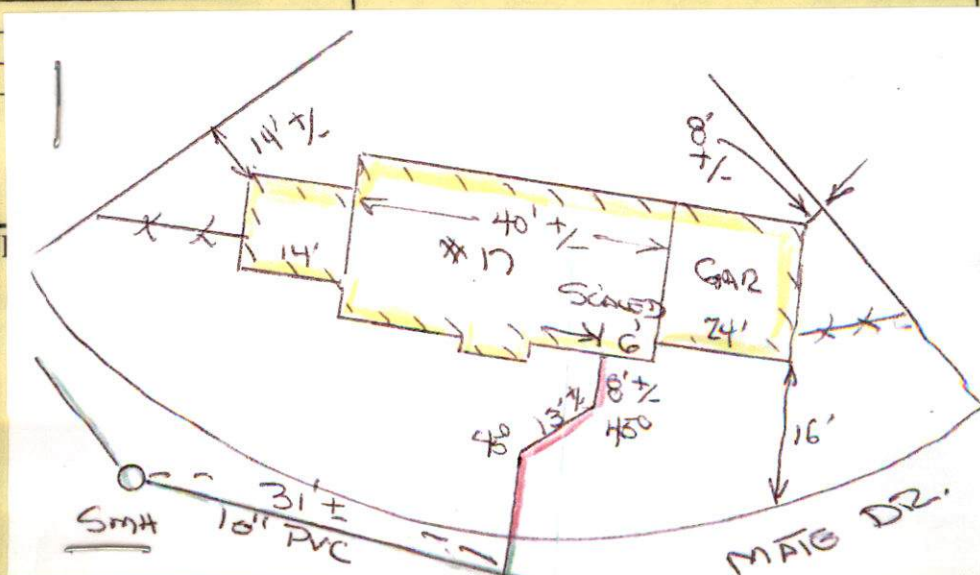 14' +/-
8'
+/-
40' +/-
# 17
14'
SCALED
6'
GAR
24'
8' +/-
13' +/-
45°
45°
16'
31' ±
10" PVC
SMH
MATE DR.